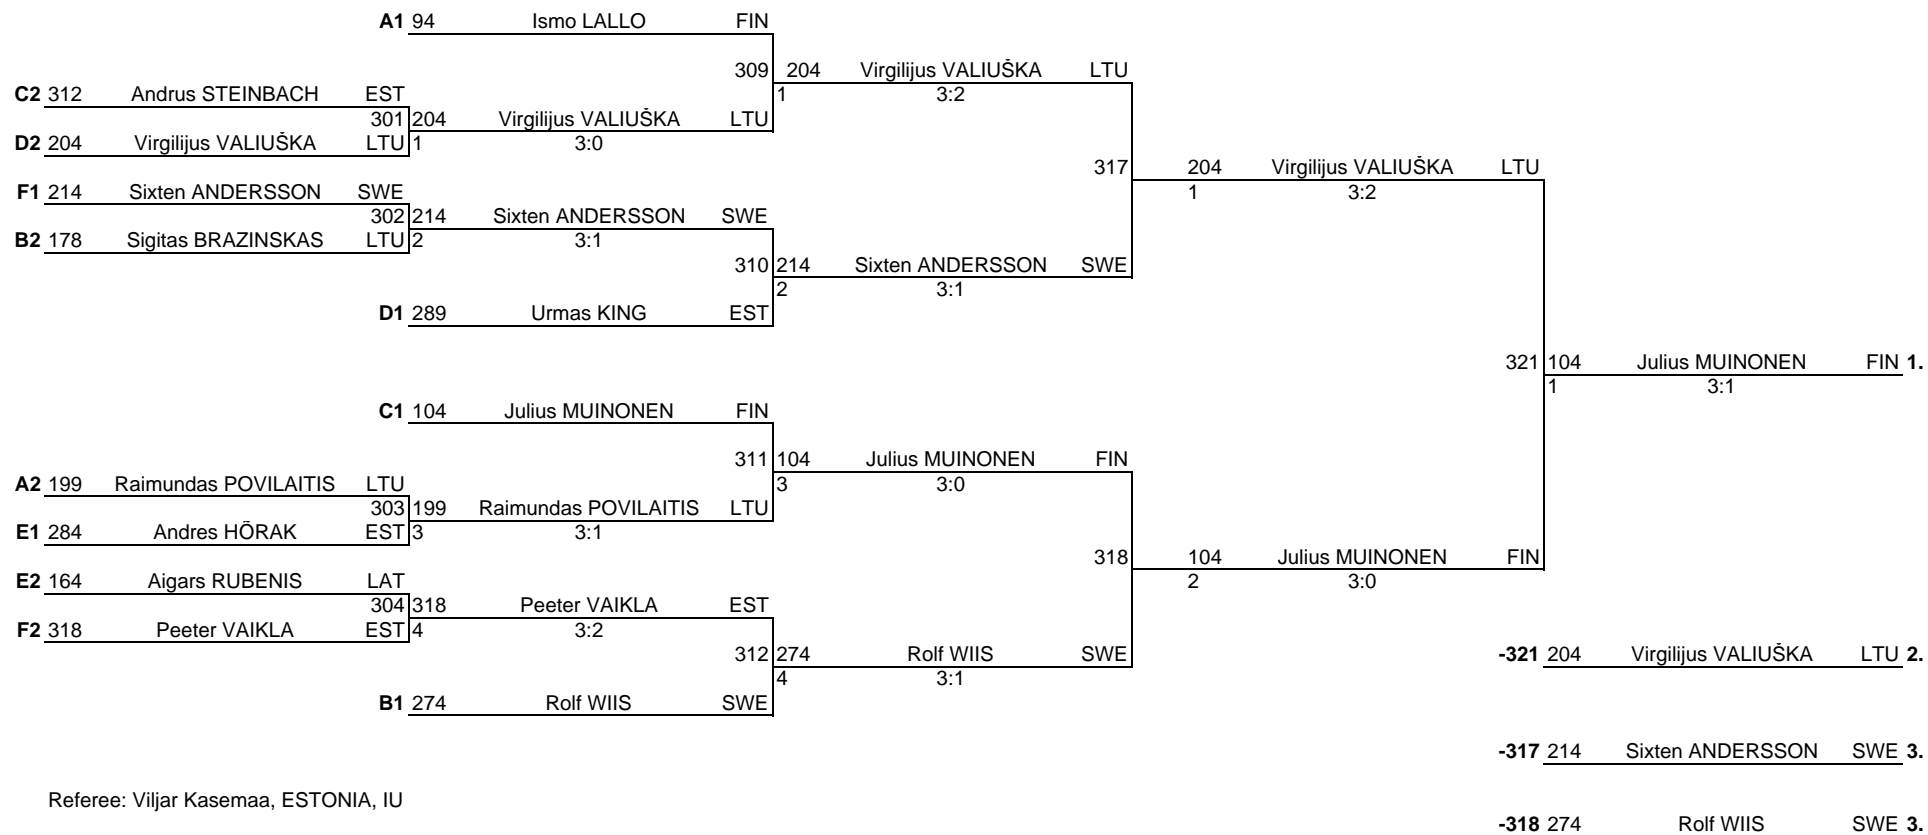 A1 94 Ismo LALLO FIN
309 204 Virgilijus VALIUŠKA LTU
C2 312 Andrus STEINBACH EST
1 3:2
301 204 Virgilijus VALIUŠKA LTU
D2 204 Virgilijus VALIUŠKA LTU 1 3:0
317 204 Virgilijus VALIUŠKA LTU
F1 214 Sixten ANDERSSON SWE
1 3:2
302 214 Sixten ANDERSSON SWE
B2 178 Sigitas BRAZINSKAS LTU 2 3:1
310 214 Sixten ANDERSSON SWE
2 3:1
D1 289 Urmas KING EST
321 104 Julius MUINONEN FIN 1.
1 3:1
C1 104 Julius MUINONEN FIN
311 104 Julius MUINONEN FIN
A2 199 Raimundas POVILAITIS LTU
3 3:0
303 199 Raimundas POVILAITIS LTU
E1 284 Andres HÕRAK EST 3 3:1
318 104 Julius MUINONEN FIN
E2 164 Aigars RUBENIS LAT
2 3:0
304 318 Peeter VAIKLA EST
F2 318 Peeter VAIKLA EST 4 3:2
312 274 Rolf WIIS SWE
-321 204 Virgilijus VALIUŠKA LTU 2.
4 3:1
B1 274 Rolf WIIS SWE
-317 214 Sixten ANDERSSON SWE 3.
Referee: Viljar Kasemaa, ESTONIA, IU
-318 274 Rolf WIIS SWE 3.